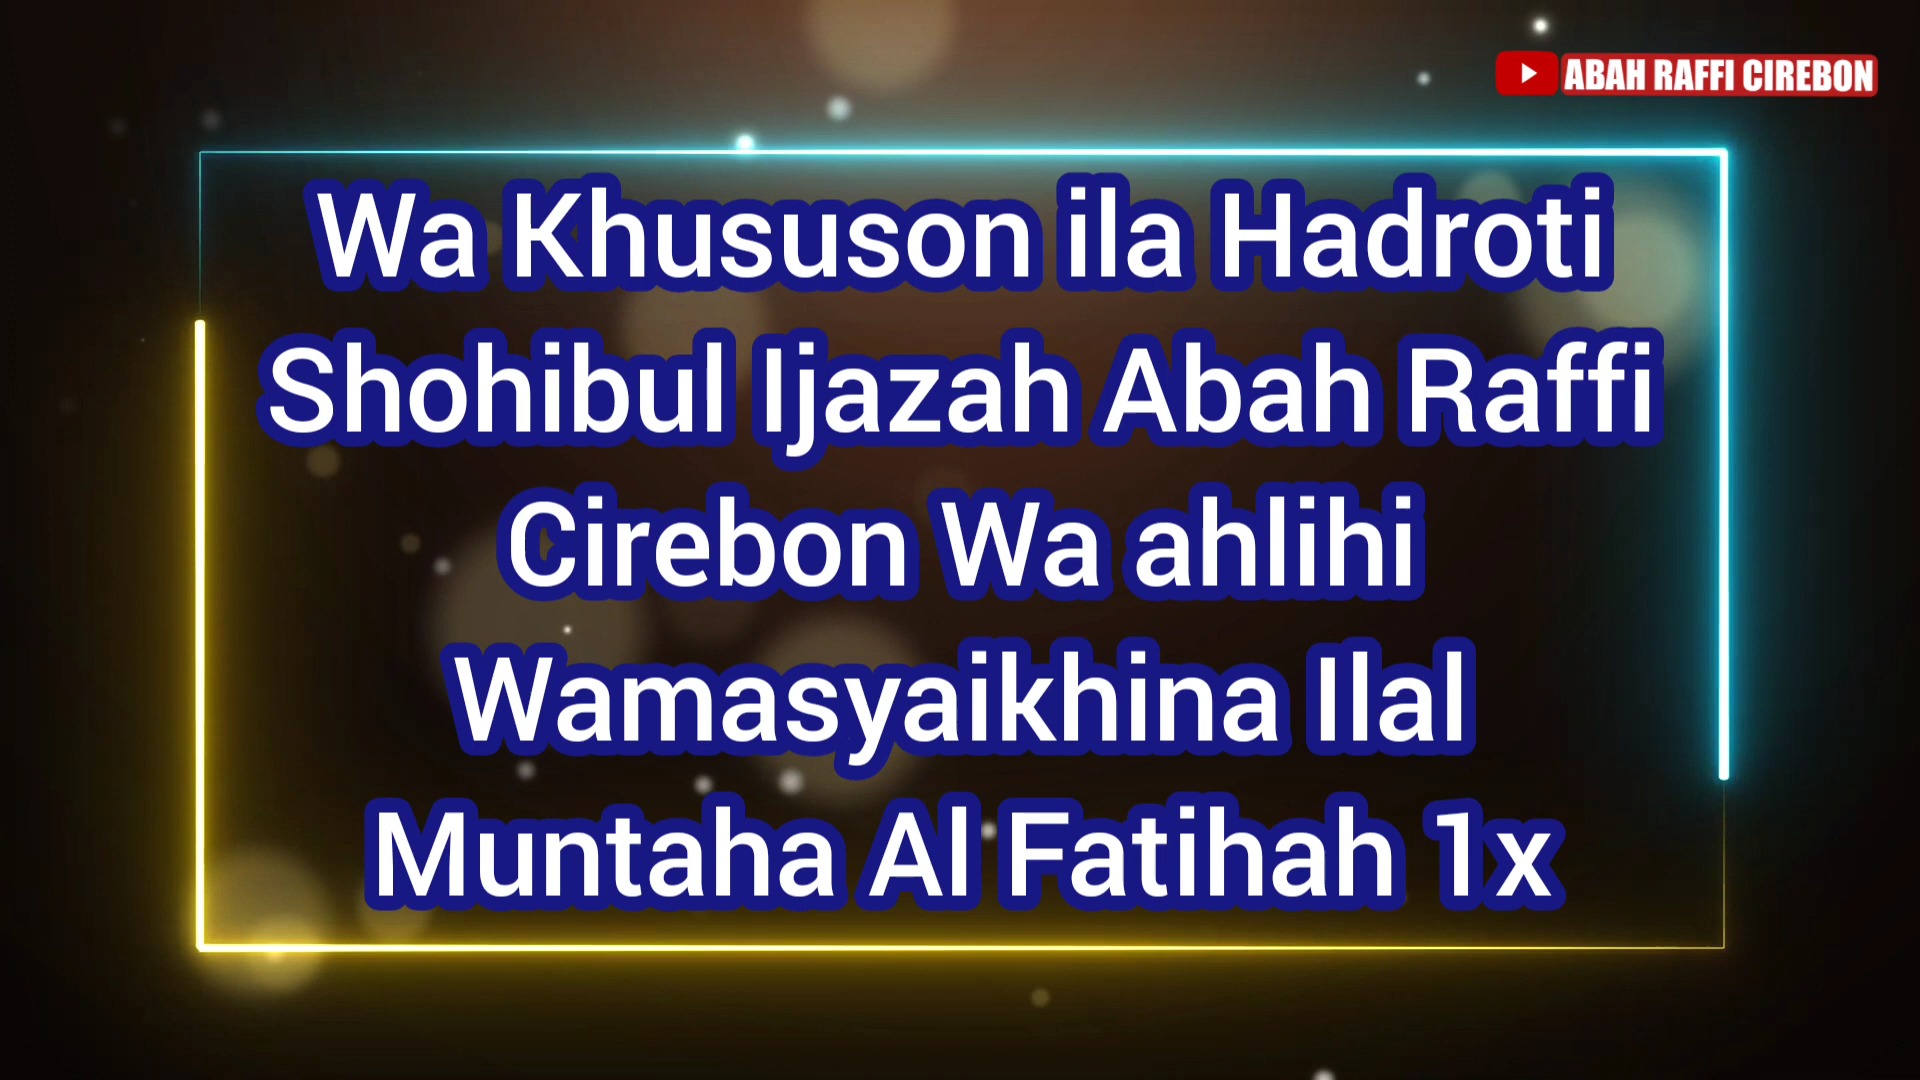 ABAH RAFFI CIREBON
Wa Khususon ila Hadroti
Shohibul Ijazah Abah Raffi
Cirebon Wa ahlihi
Wamasyaikhina Ilal
Muntaha Al Fatihah 1x